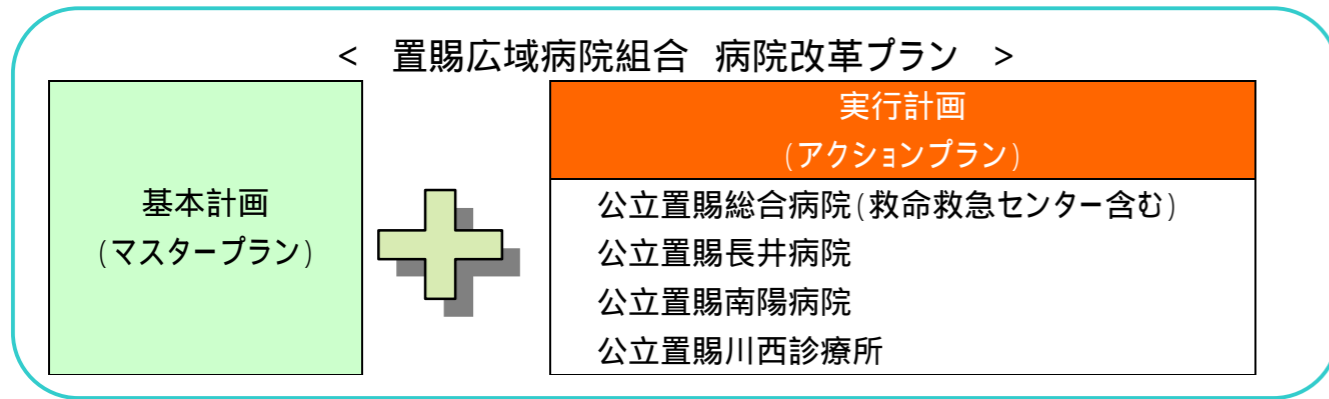 < 置賜広域病院組合 病院改革プラン >
基本計画
(マスタープラン)
実行計画
(アクションプラン)
公立置賜総合病院(救命救急センター含む)
公立置賜長井病院
公立置賜南陽病院
公立置賜川西診療所